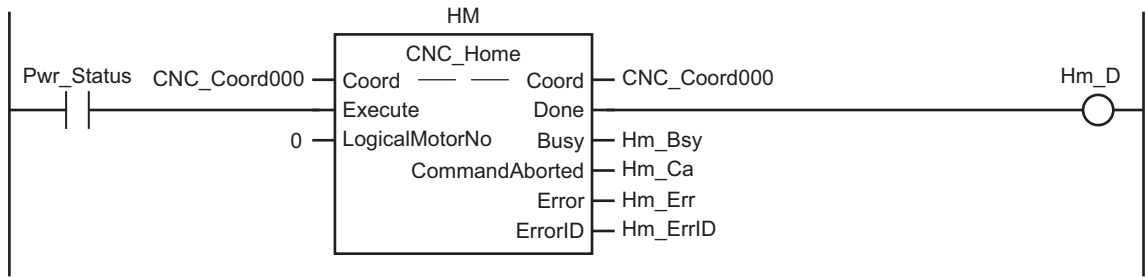 HM
CNC_Home
Pwr_Status CNC_Coord000 Coord Coord CNC_Coord000 Hm_D
Execute Done
0 LogicalMotorNo Busy Hm_Bsy
CommandAborted Hm_Ca
Error Hm_Err
ErrorID Hm_ErrID